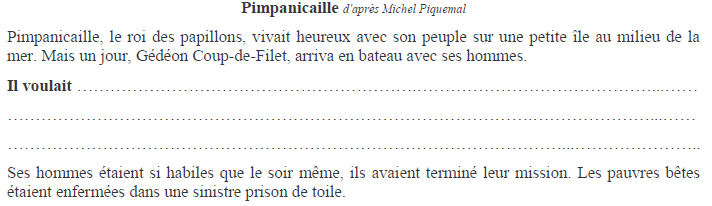 Pimpanicaille d'après Michel Piquemal
Pimpanicaille, le roi des papillons, vivait heureux avec son peuple sur une petite île au milieu de la
mer. Mais un jour, Gédéon Coup-de-Filet, arriva en bateau avec ses hommes.
Il voulait ……………………………………………………….…………………………………...……
…………………………………………………………………………………………………...……
………………………………………………………………………………………...…………………..
Ses hommes étaient si habiles que le soir même, ils avaient terminé leur mission. Les pauvres bêtes
étaient enfermées dans une sinistre prison de toile.